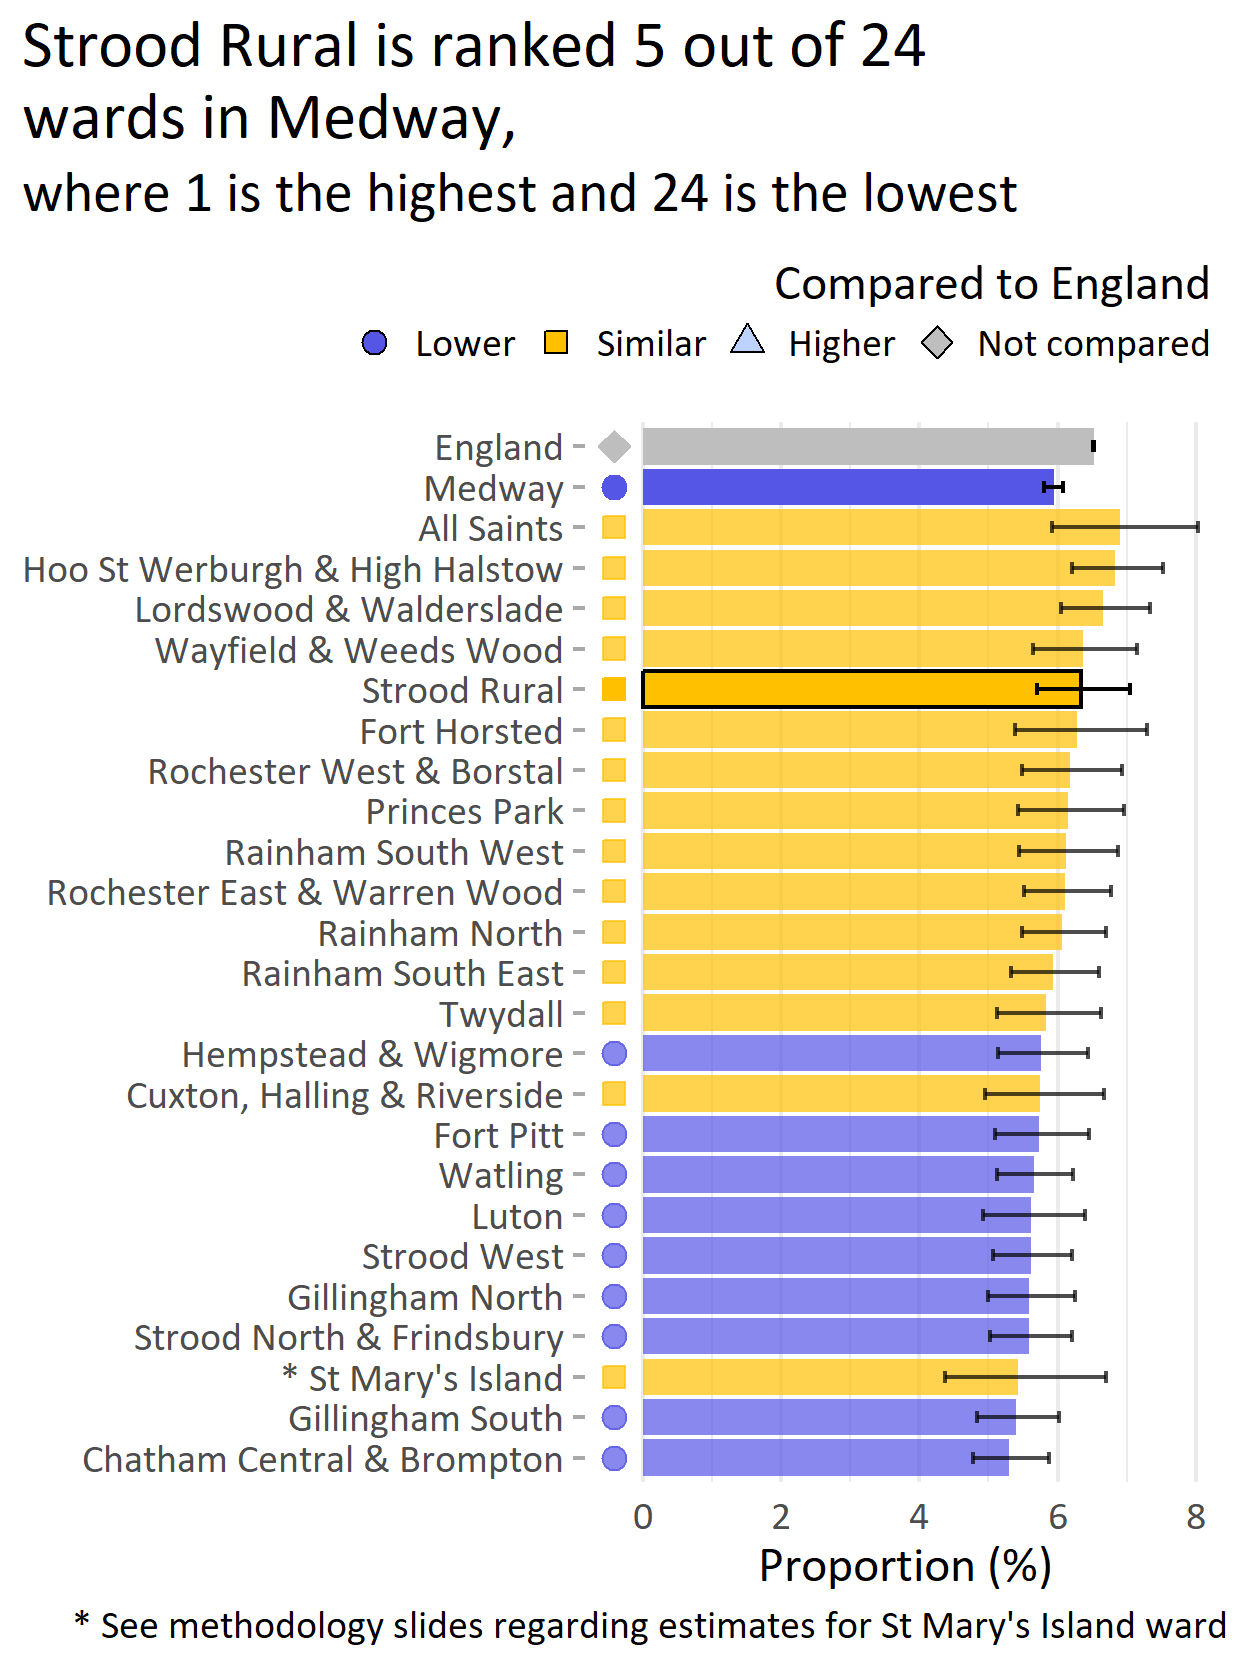 Strood Rural is ranked 5 out of 24
wards in Medway,
where 1 is the highest and 24 is the lowest
Compared to England
Lower Similar Higher Not compared
England
Medway
All Saints
Hoo St Werburgh & High Halstow
Lordswood & Walderslade
Wayfield & Weeds Wood
Strood Rural
Fort Horsted
Rochester West & Borstal
Princes Park
Rainham South West
Rochester East & Warren Wood
Rainham North
Rainham South East
Twydall
Hempstead & Wigmore
Cuxton, Halling & Riverside
Fort Pitt
Watling
Luton
Strood West
Gillingham North
Strood North & Frindsbury
* St Mary's Island
Gillingham South
Chatham Central & Brompton
0 2 4 6 8
Proportion (%)
* See methodology slides regarding estimates for St Mary's Island ward